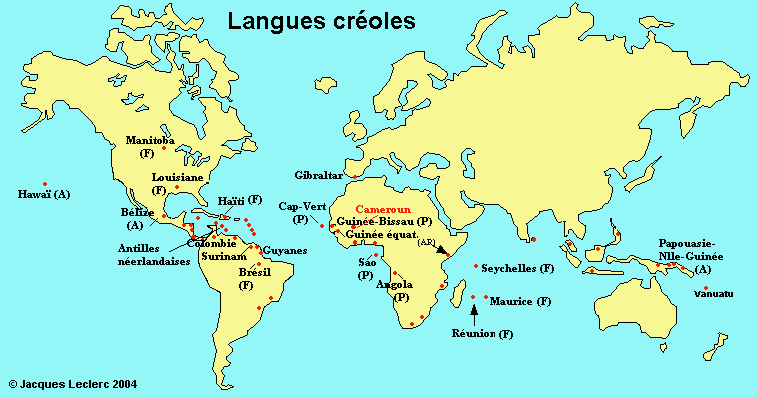 Langues créoles
Manitoba
(F)
Louisiane
(F)
Hawaï (A)
Haïti (F)
Bélize
(A)
Antilles
néerlandaises
Colombie
Surinam
Guyanes
Brésil
(F)
Gibraltar
Cap-Vert
(P)
Cameroun
Guinée-Bissau (P)
Guinée équat.
(AR)
São
(P)
Angola
(P)
Seychelles (F)
Maurice (F)
Réunion (F)
Papouasie-
Nlle-Guinée
(A)
Vanuatu
© Jacques Leclerc 2004